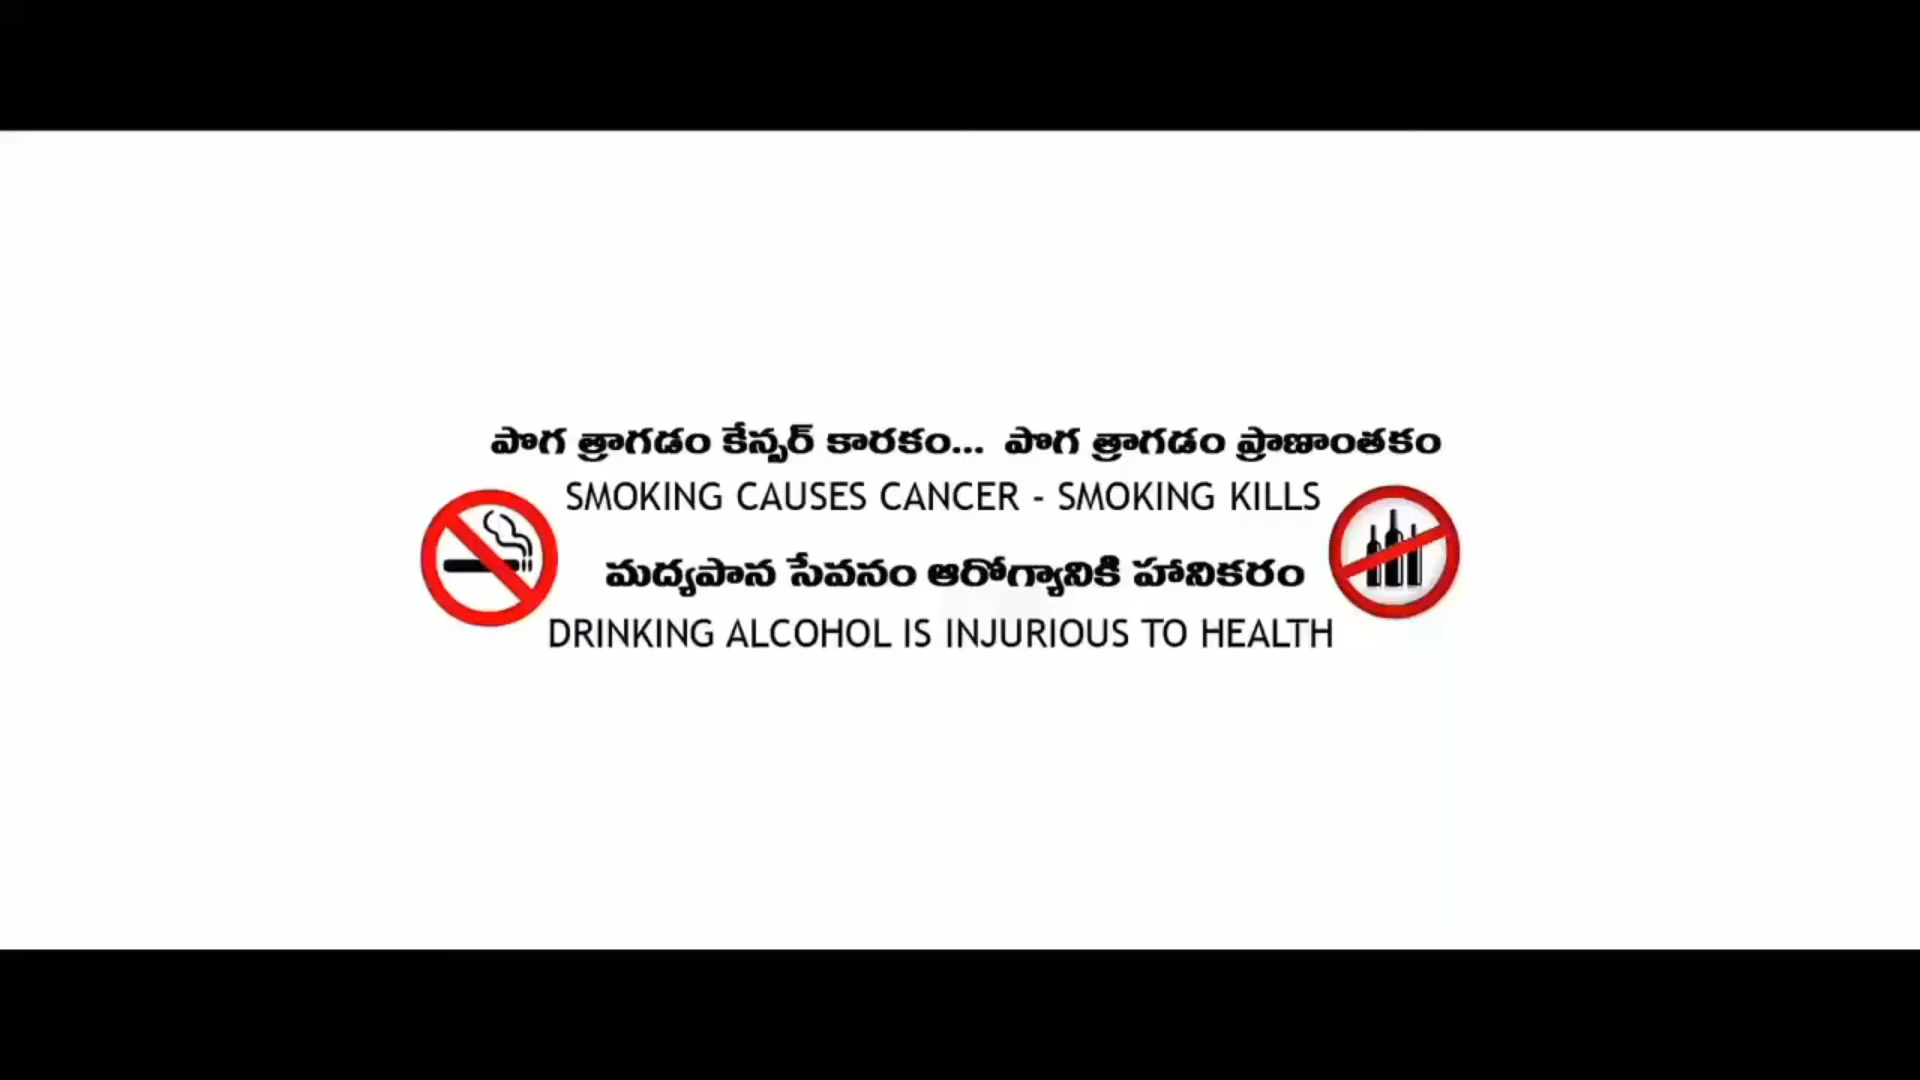 పొగ త్రాగడం కేన్సర్ కారకం... పొగ త్రాగడం ప్రాణాంతకం
SMOKING CAUSES CANCER - SMOKING KILLS
మద్యపాన సేవనం ఆరోగ్యానికి హానికరం
DRINKING ALCOHOL IS INJURIOUS TO HEALTH